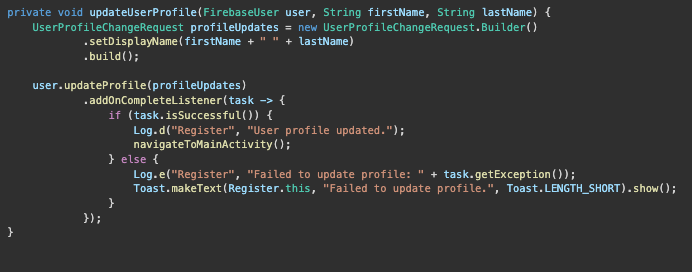 private void updateUserProfile(FirebaseUser user, String firstName, String lastName) {
    UserProfileChangeRequest profileUpdates = new UserProfileChangeRequest.Builder()
            .setDisplayName(firstName + " " + lastName)
            .build();

    user.updateProfile(profileUpdates)
            .addOnCompleteListener(task -> {
                if (task.isSuccessful()) {
                    Log.d("Register", "User profile updated.");
                    navigateToMainActivity();
                } else {
                    Log.e("Register", "Failed to update profile: " + task.getException());
                    Toast.makeText(Register.this, "Failed to update profile.", Toast.LENGTH_SHORT).show();
                }
            });
}